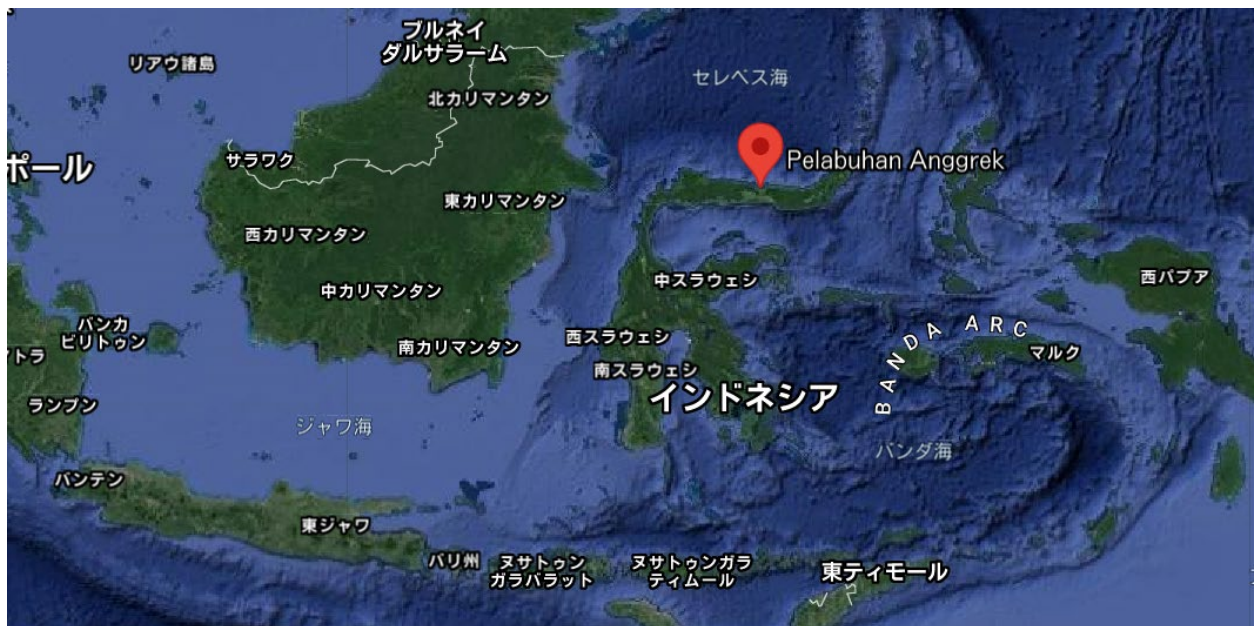 ブルネイ
ダルサラーム
リアウ諸島
セレベス海
北カリマンタン
Pelabuhan Anggrek
サラワク
ポール
東カリマンタン
西カリマンタン
中スラウェシ
西パプア
中カリマンタン
バンカ
ビリトゥン
BANDA ARC
西スラウェシ
南カリマンタン
マルク
イトラ
南スラウェシ
インドネシア
ランプン
ジャワ海
バンダ海
バンテン
東ジャワ
バリ州
ヌサトゥン
ガラバラット
ヌサトゥンガラ
ティムール
東ティモール